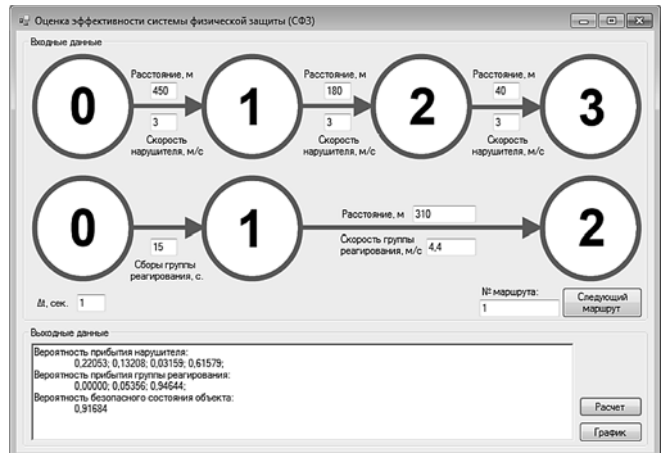 Оценка эффективности системы физической защиты (СФЗ)
Входные данные
Расстояние, м
Расстояние, м
Расстояние, м
450
180
40
0
1
2
3
3
3
3
Скорость
нарушителя, м/с
Скорость
нарушителя, м/с
Скорость
нарушителя, м/с
0
1
2
Расстояние, м 310
15
Скорость группы
реагирования, м/с 4,4
Сборы группы
реагирования, с.
Δt, сек. 1
№ маршрута:
1
Следующий
маршрут
Выходные данные
Вероятность прибытия нарушителя:
0,22053; 0,13208; 0,03159; 0,61579;
Вероятность прибытия группы реагирования:
0,00000; 0,05356; 0,94644;
Вероятность безопасного состояния объекта:
0,91684
Расчет
График